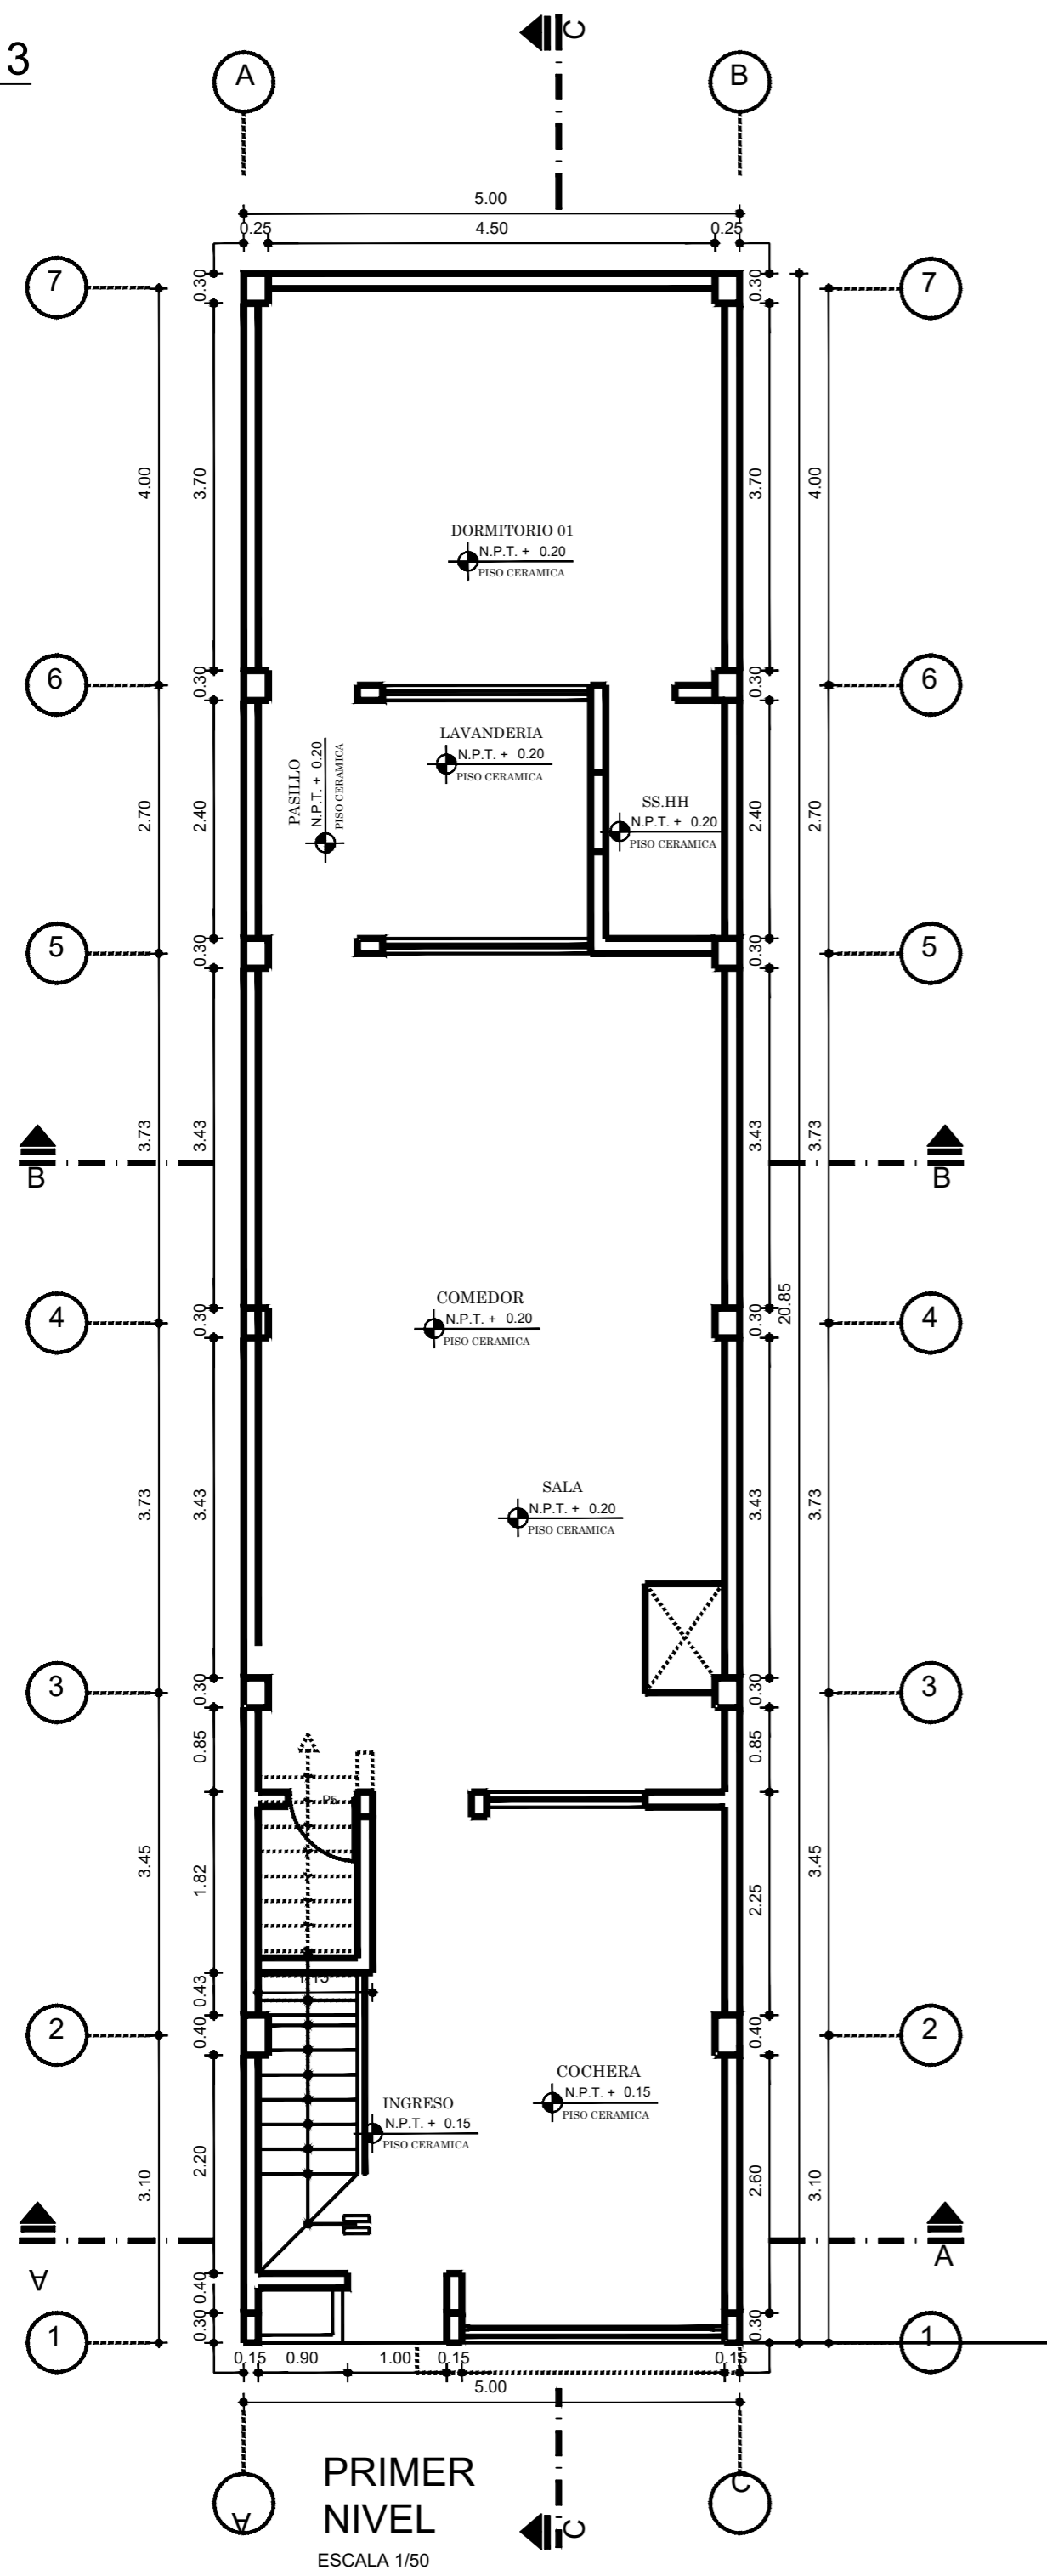 3
C
A
B
5.00
0.25
4.50
0.25
7
0.30
0.30
7
4.00
3.70
3.70
4.00
DORMITORIO 01
N.P.T. + 0.20
PISO CERAMICA
6
0.30
0.30
6
LAVANDERIA
N.P.T. + 0.20
PISO CERAMICA
PASILLO
N.P.T. + 0.20
PISO CERAMICA
SS.HH
N.P.T. + 0.20
PISO CERAMICA
2.70
2.40
2.40
2.70
5
0.30
0.30
5
3.73
3.43
3.43
3.73
B
B
COMEDOR
N.P.T. + 0.20
PISO CERAMICA
20.85
4
0.30
0.30
4
SALA
N.P.T. + 0.20
PISO CERAMICA
3.73
3.43
3.43
3.73
3
0.30
0.30
3
0.85
0.85
P5
3.45
1.82
2.25
3.45
0.43
1.15
2
0.40
0.40
2
COCHERA
N.P.T. + 0.15
PISO CERAMICA
INGRESO
N.P.T. + 0.15
PISO CERAMICA
3.10
2.20
2.60
3.10
A
A
0.40
1
0.30
0.30
1
0.15
0.90
1.00
0.15
0.15
5.00
A
C
PRIMER
NIVEL
C
ESCALA 1/50